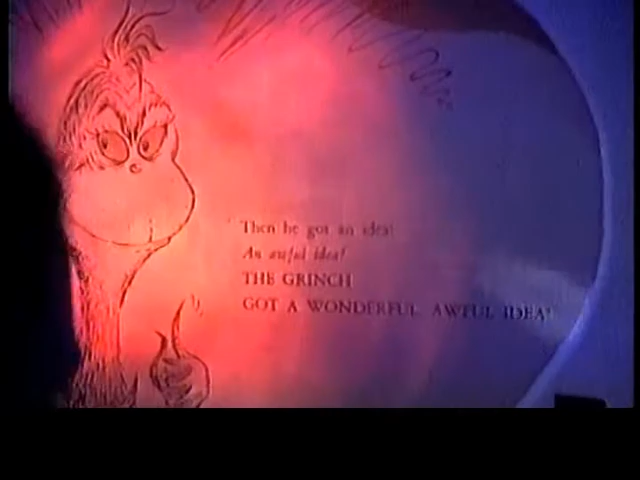 Then he got an idea!
An awful idea!
THE GRINCH
GOT A WONDERFUL, AWFUL IDEA!